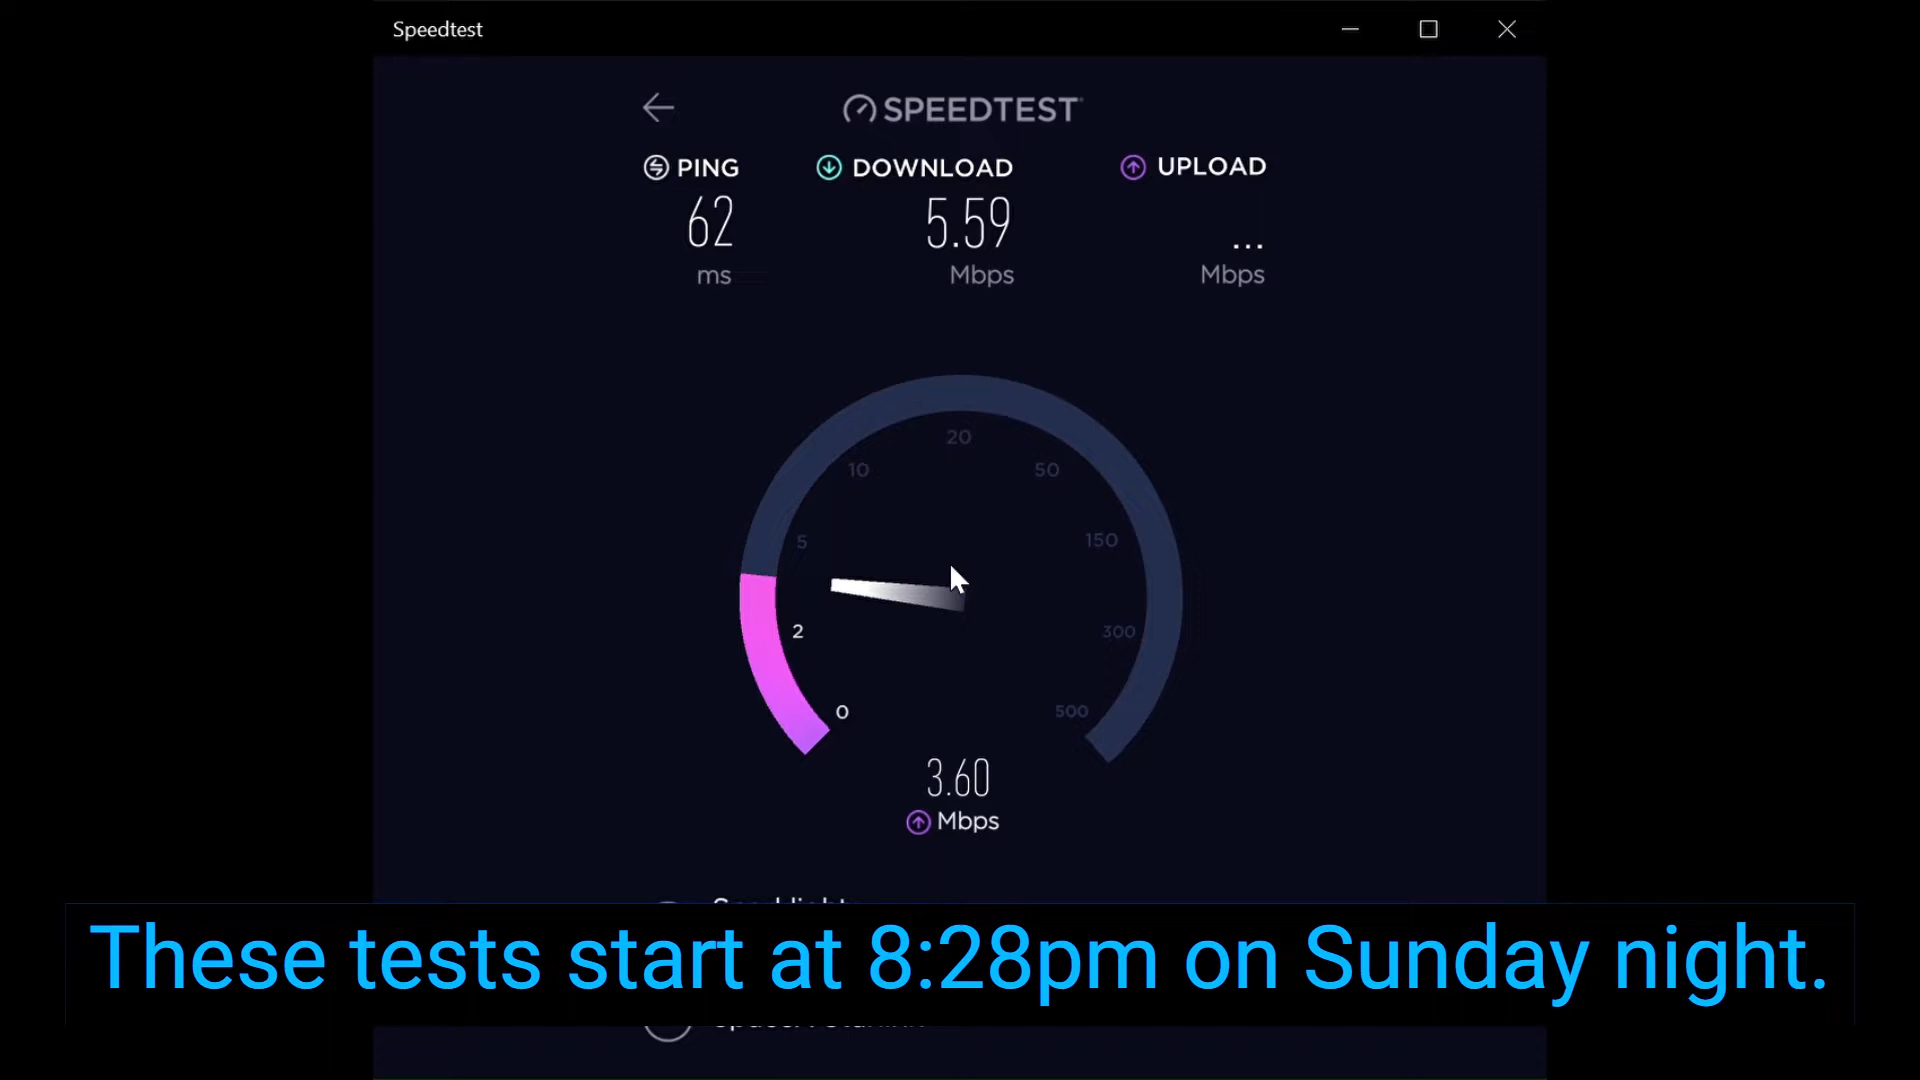 Speedtest
SPEEDTEST
PING DOWNLOAD UPLOAD
62 5.59 ...
ms Mbps Mbps
20
10 50
5 150
2 300
0 500
3.60
Mbps
These tests start at 8:28pm on Sunday night.